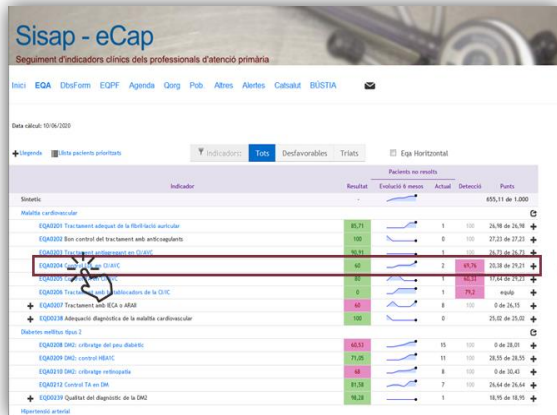 Sisap - eCap
Seguiment d'indicadors clínics dels professionals d'atenció primària
Inici EQA DbsForm EQPF Agenda Qorg Pob. Altres Alertes Catsalut BÚSTIA
Data càlcul: 10/06/2020
Llegenda Llista pacients prioritzats Indicadors: Tots Desfavorables Triats Eqa Horitzontal
Pacients no resolts
Indicador Resultat Evolució 6 mesos Actual Detecció Punts
Sintètic - 655,11 de 1.000
Malaltia cardiovascular
EQA0201 Tractament adequat de la fibril·lació auricular 85,71 1 100 26,98 de 26,98
EQA0202 Bon control del tractament amb anticoagulants 100 0 100 27,23 de 27,23
EQA0203 Tractament antiagregant en CI/AVC 90,91 1 100 26,73 de 26,73
EQA0204 Control en CI/AVC 60 2 69,76 20,38 de 29,21
EQA0205 80 1 60,33 17,64 de 29,23
EQA0206 Tractament amb de la CI/IC 0 1 79,2 equip
EQA0207 Tractament amb IECA o ARAII 60 8 100 0 de 26,15
EQD0238 Adequació diagnòstica de la malaltia cardiovascular 100 0 25,02 de 25,02
Diabetes mellitus tipus 2
EQA0208 DM2: cribratge del peu diabètic 60,53 15 100 0 de 28,01
EQA0209 DM2: control HBA1C 71,05 11 100 28,55 de 28,55
EQA0210 DM2: cribratge retinopatia 60 6 100 0 de 30,43
EQA0212 Control TA en DM 81,58 7 100 26,64 de 26,64
EQD0239 Qualitat del diagnòstic de la DM2 98,28 1 18,95 de 18,95
Hipertensió arterial